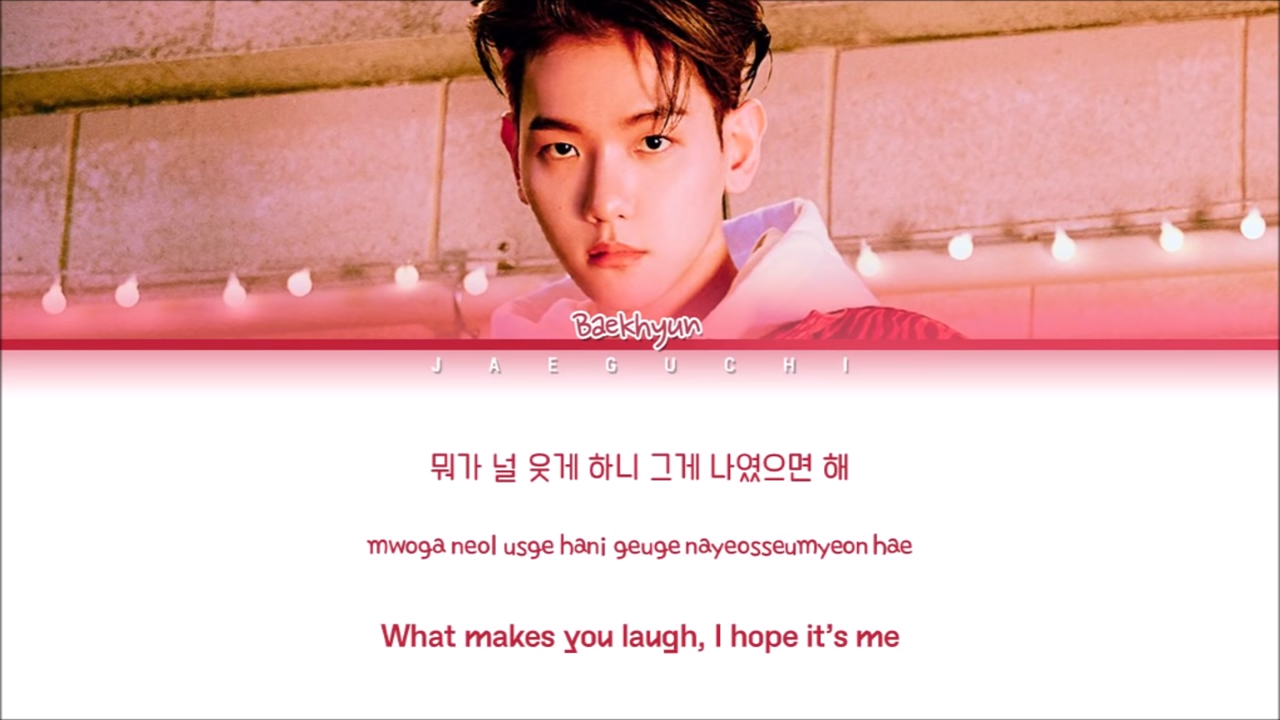 Baekhyun
JAEGUCHI
뭐가 널 웃게 하니 그게 나였으면 해
mwoga neol usge hani geuge nayeosseumyeon hae
What makes you laugh, I hope it's me